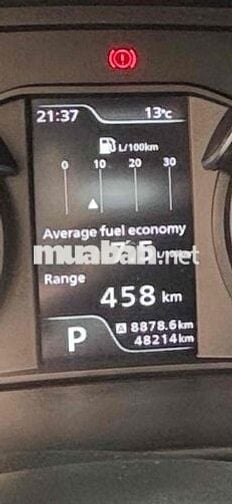 21:37 13°C
L/100km
0 10 20 30
Average fuel economy
muaban.net
Range
458 km
P A 8878.6km
48214km